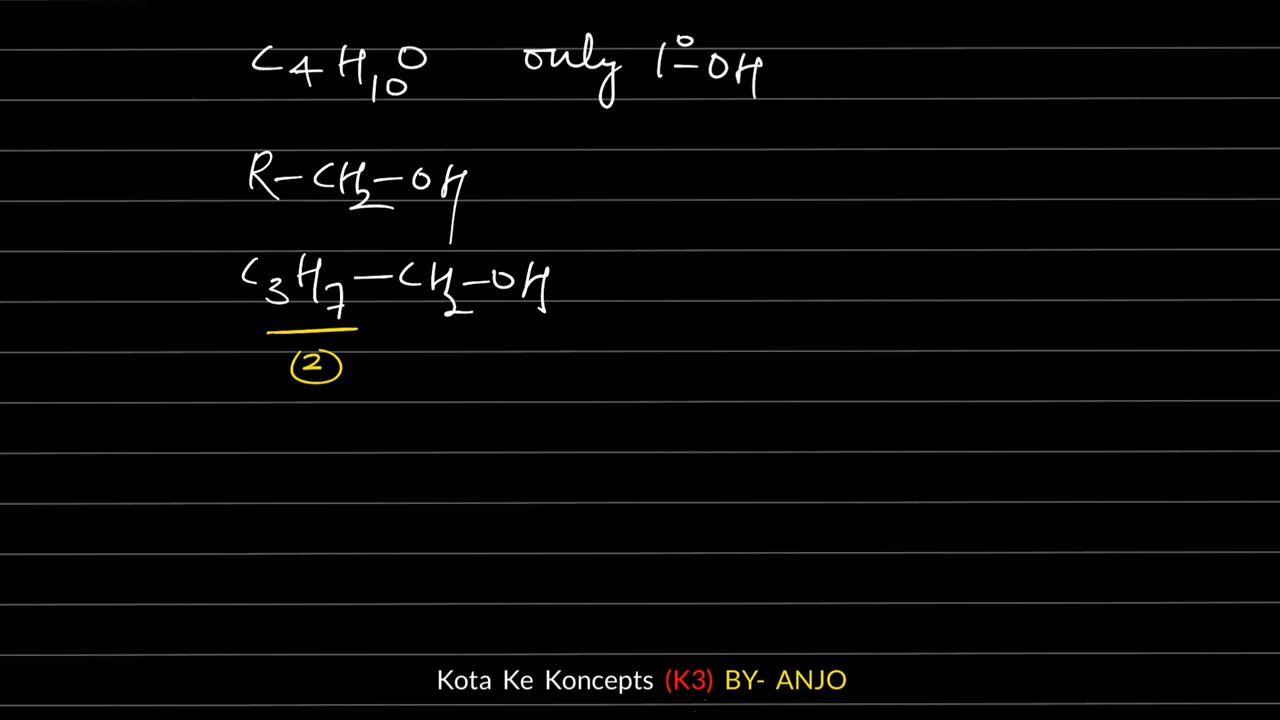 C4H10O only 1°-OH
R-CH2-OH
C3H7-CH2-OH
2
Kota Ke Koncepts (K3) BY- ANJO